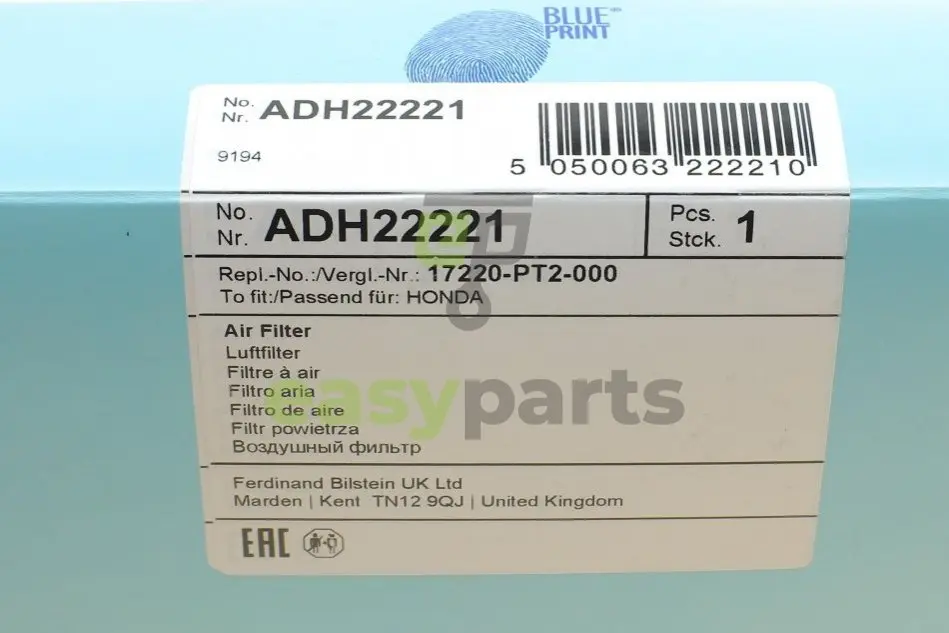 BLUE
PRINT
No.
Nr. ADH22221
9194
5 050063 222210
No.
Nr. ADH22221
Pcs.
Stck. 1
Repl.-No.:/Vergl.-Nr.: 17220-PT2-000
To fit:/Passend für: HONDA
Air Filter
Luftfilter
Filtre à air
Filtro aria
Filtro de aire
Filtr powietrza
Воздушный фильтр
easyparts
Ferdinand Bilstein UK Ltd
Marden | Kent TN12 9QJ | United Kingdom
EAC